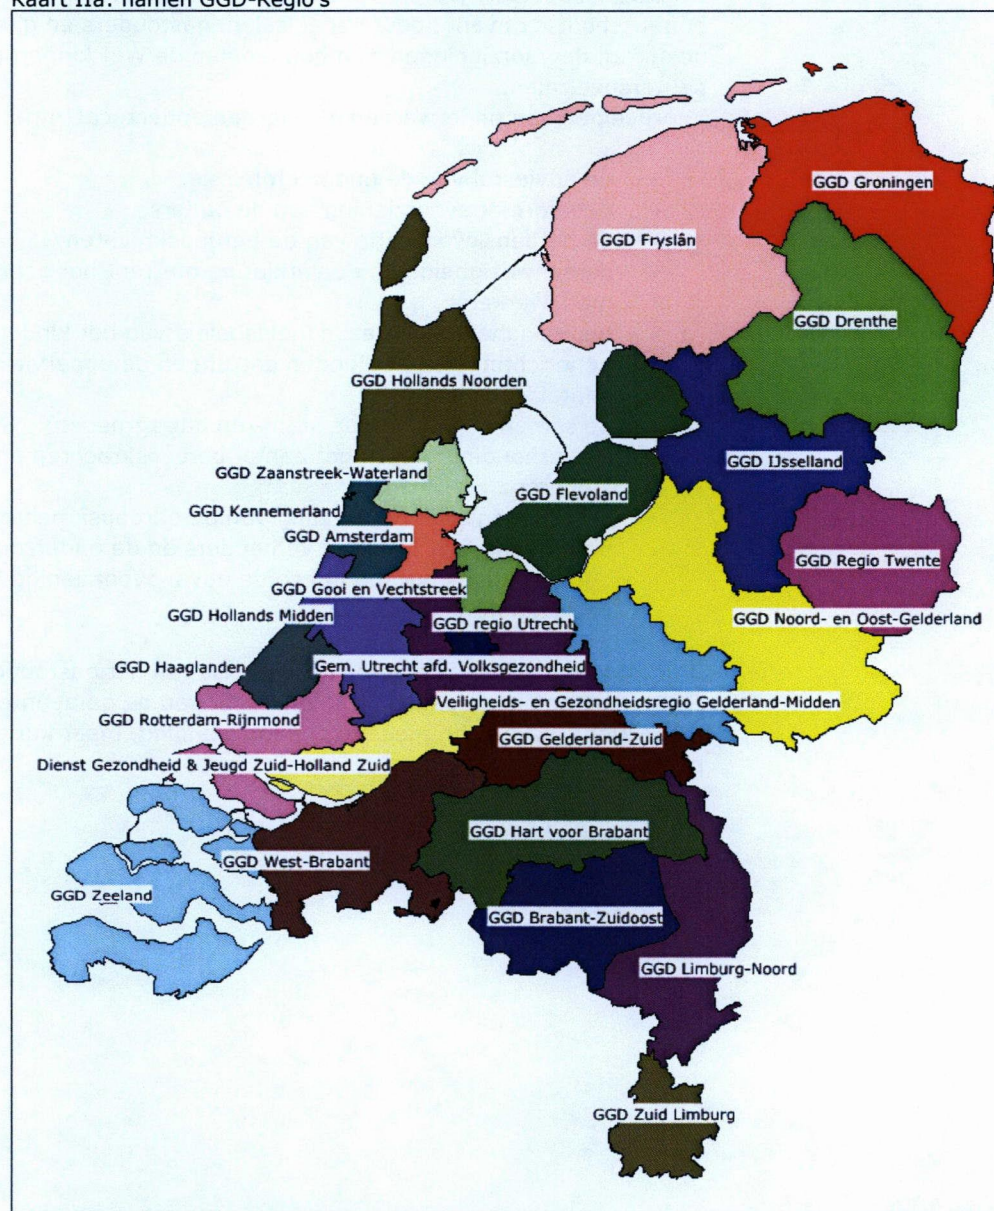 Kaart IIa: namen GGD-Regio's
GGD Groningen
GGD Fryslân
GGD Drenthe
GGD Hollands Noorden
GGD IJsselland
GGD Zaanstreek-Waterland
GGD Flevoland
GGD Kennemerland
GGD Amsterdam
GGD Regio Twente
GGD Gooi en Vechtstreek
GGD Hollands Midden
GGD regio Utrecht
GGD Noord- en Oost-Gelderland
GGD Haaglanden
Gem. Utrecht afd. Volksgezondheid
Veiligheids- en Gezondheidsregio Gelderland-Midden
GGD Rotterdam-Rijnmond
GGD Gelderland-Zuid
Dienst Gezondheid & Jeugd Zuid-Holland Zuid
GGD Hart voor Brabant
GGD West-Brabant
GGD Zeeland
GGD Brabant-Zuidoost
GGD Limburg-Noord
GGD Zuid Limburg